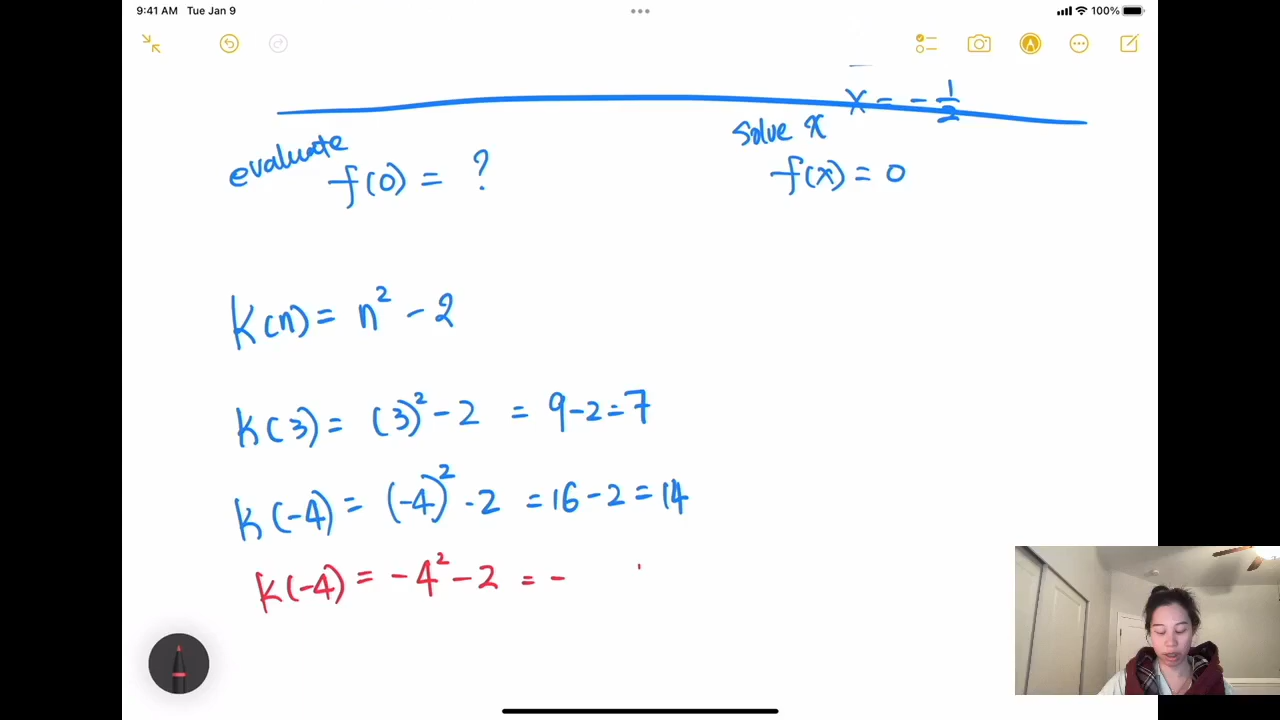 9:41 AM Tue Jan 9
100%
x = - 1/2
evaluate
f(0) = ?
solve x
f(x) = 0
k(n) = n² - 2
k(3) = (3)² - 2 = 9 - 2 = 7
k(-4) = (-4)² - 2 = 16 - 2 = 14
k(-4) = -4² - 2 = -